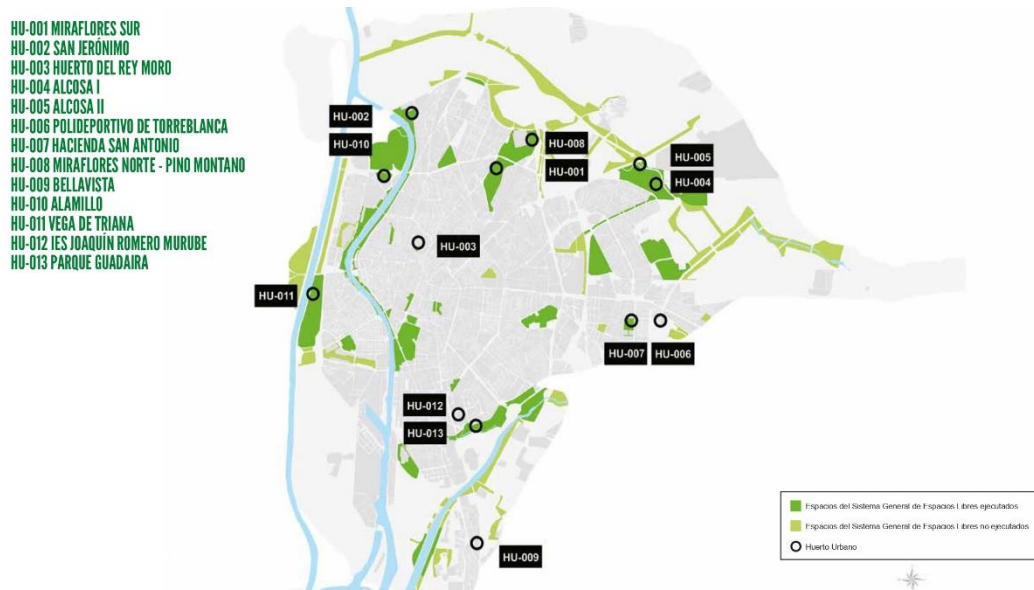 HU-001 MIRAFLORES SUR
HU-002 SAN JERÓNIMO
HU-003 HUERTO DEL REY MORO
HU-004 ALCOSA I
HU-005 ALCOSA II
HU-006 POLIDEPORTIVO DE TORREBLANCA
HU-007 HACIENDA SAN ANTONIO
HU-008 MIRAFLORES NORTE - PINO MONTANO
HU-009 BELLAVISTA
HU-010 ALAMILLO
HU-011 VEGA DE TRIANA
HU-012 IES JOAQUÍN ROMERO MURUBE
HU-013 PARQUE GUADAIRA
HU-002
HU-010
HU-008
HU-001
HU-005
HU-004
HU-003
HU-011
HU-007
HU-006
HU-012
HU-013
HU-009
Espacios del Sistema General de Espacios Libres ejecutados
Espacios del Sistema General de Espacios Libres no ejecutados
Huerto Urbano